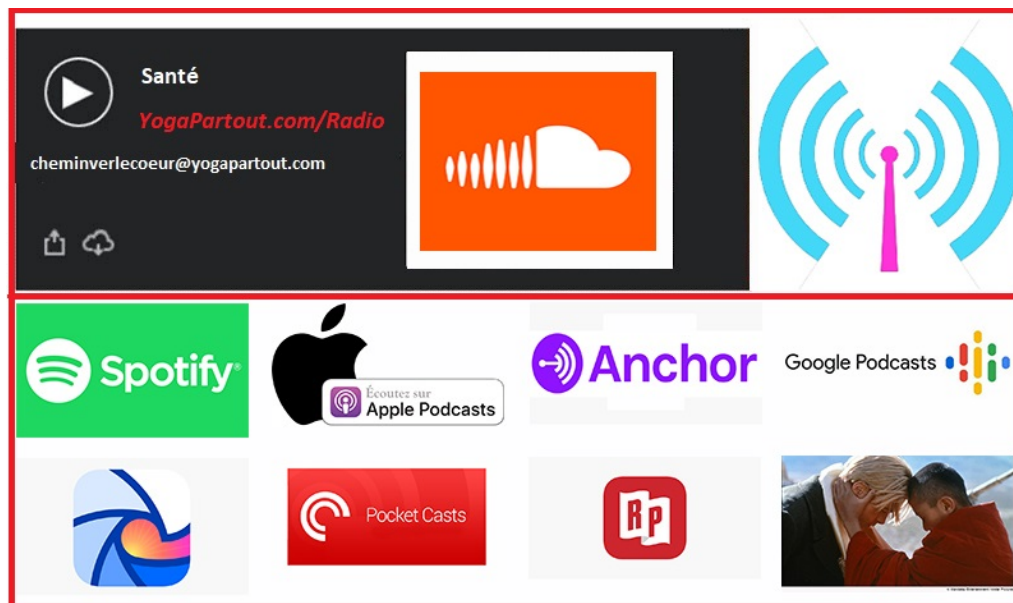 Santé
YogaPartout.com/Radio
cheminverlecoeur@yogapartout.com
Spotify®
Écoutez sur
Apple Podcasts
Anchor
Google Podcasts
Pocket Casts
RP